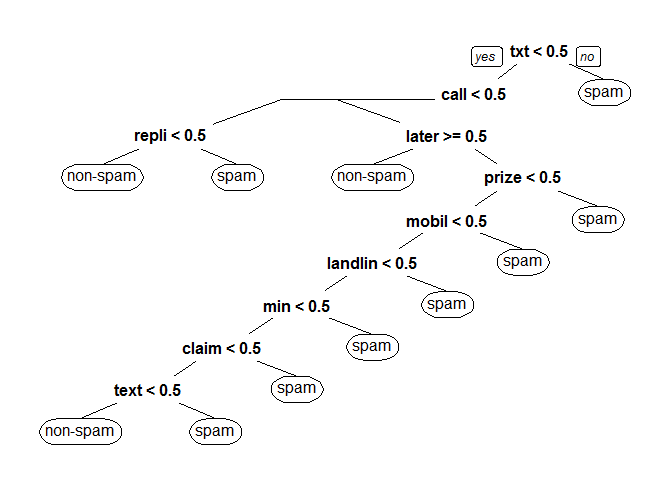 yes txt < 0.5 no
call < 0.5 spam
repli < 0.5 later >= 0.5
non-spam spam non-spam prize < 0.5
mobil < 0.5 spam
landlin < 0.5 spam
min < 0.5 spam
claim < 0.5 spam
text < 0.5 spam
non-spam spam